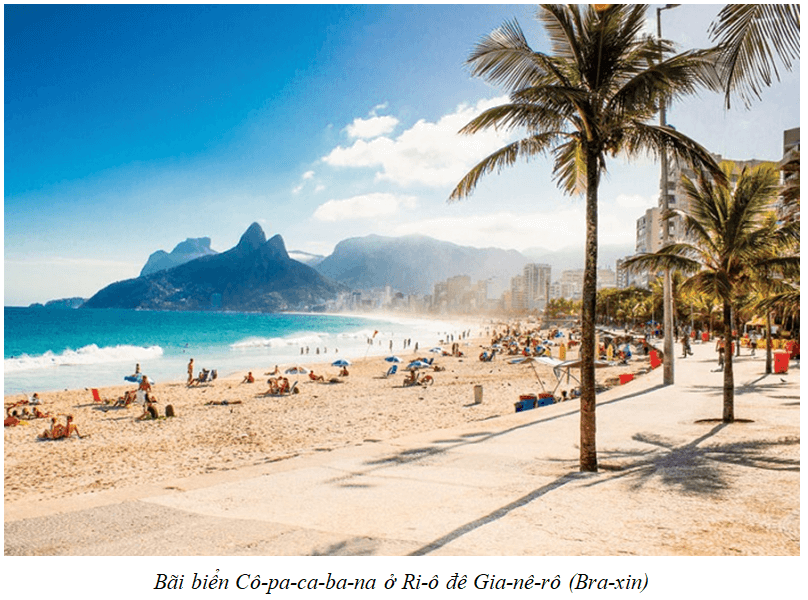 Bãi biển Cô-pa-ca-ba-na ở Ri-ô đê Gia-nê-rô (Bra-xin)